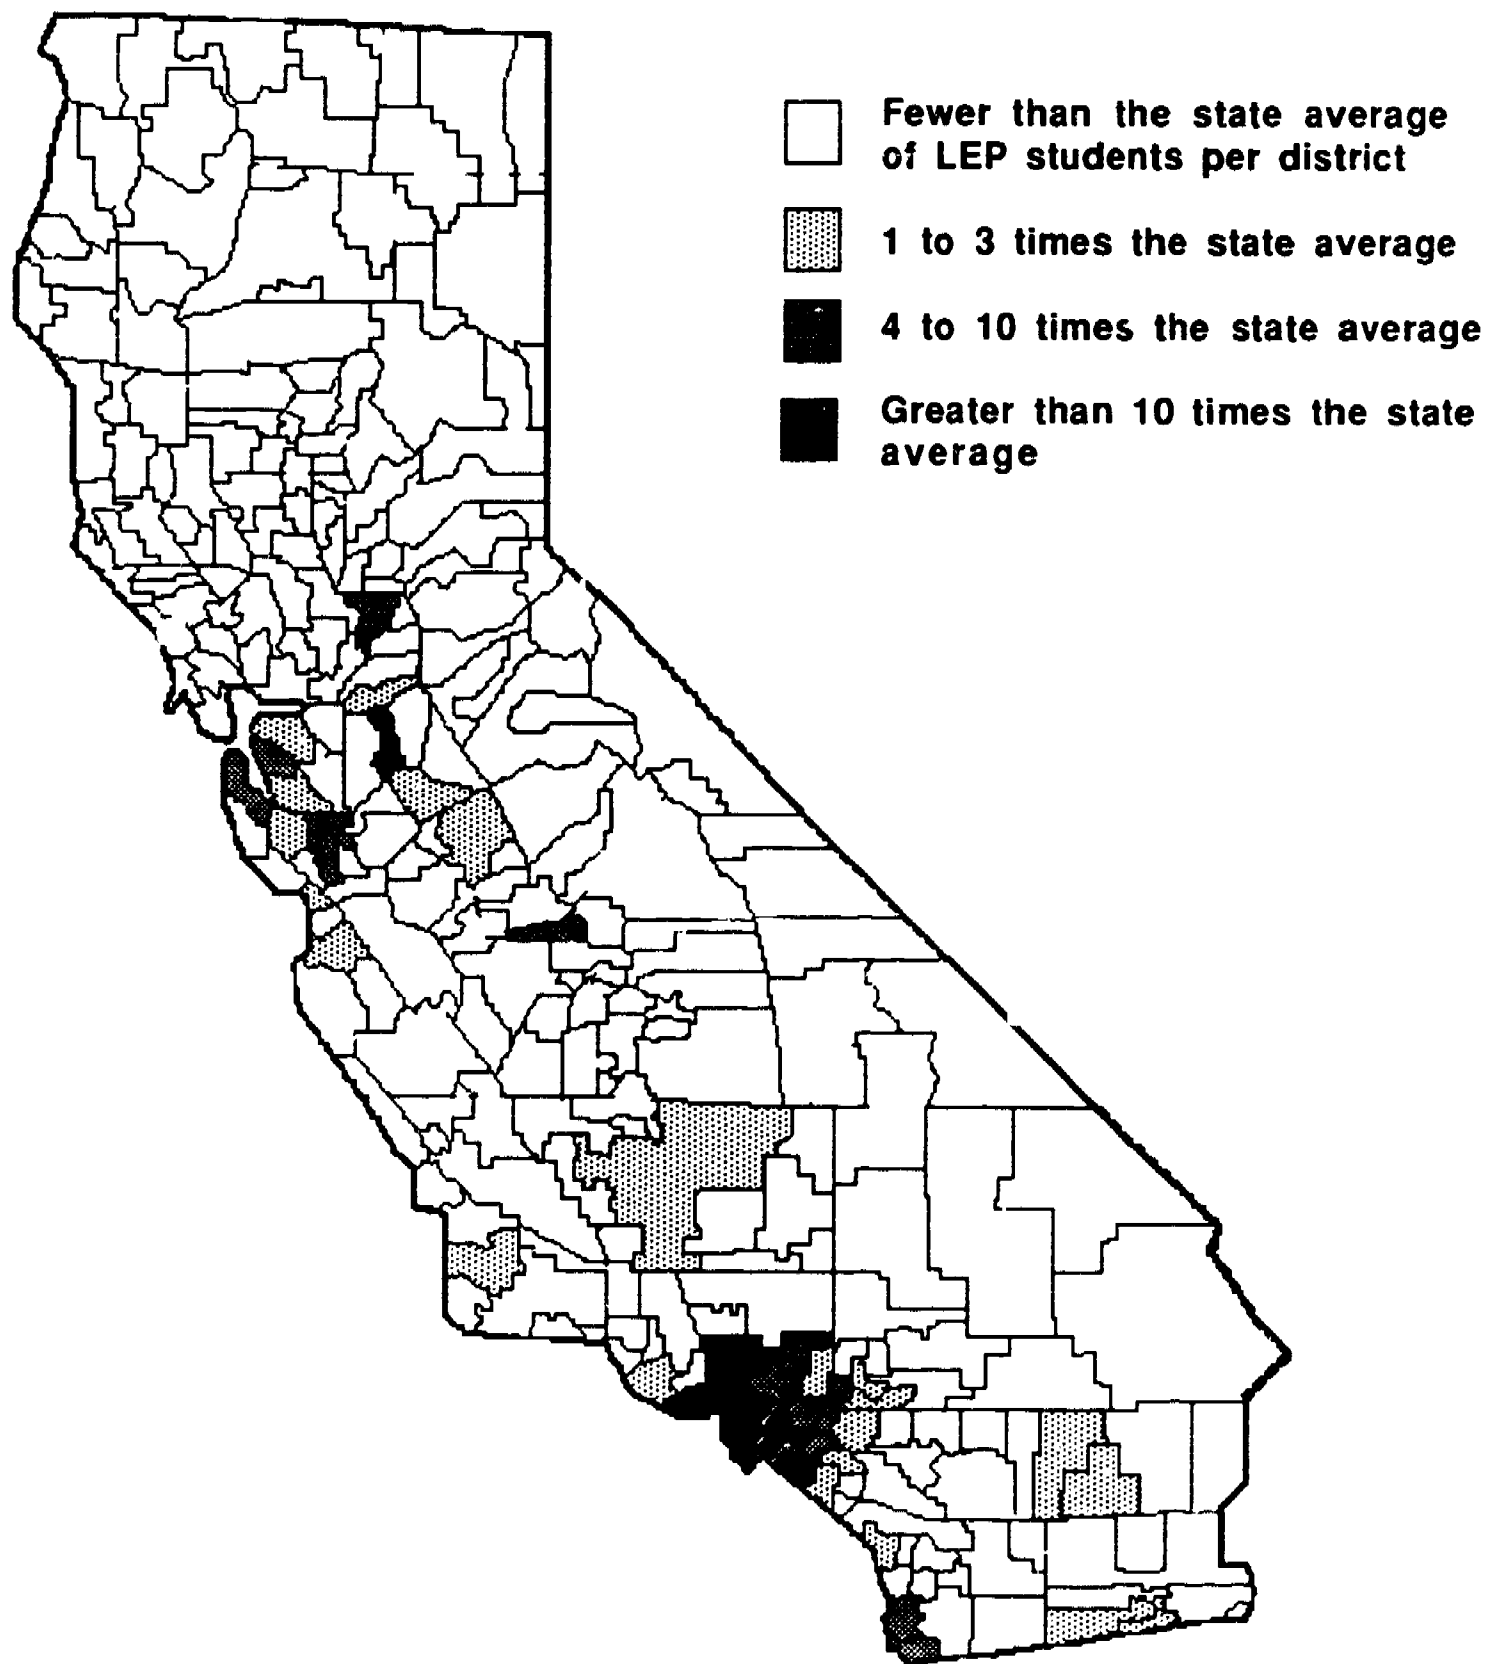 Fewer than the state average
of LEP students per district
1 to 3 times the state average
4 to 10 times the state average
Greater than 10 times the state
average